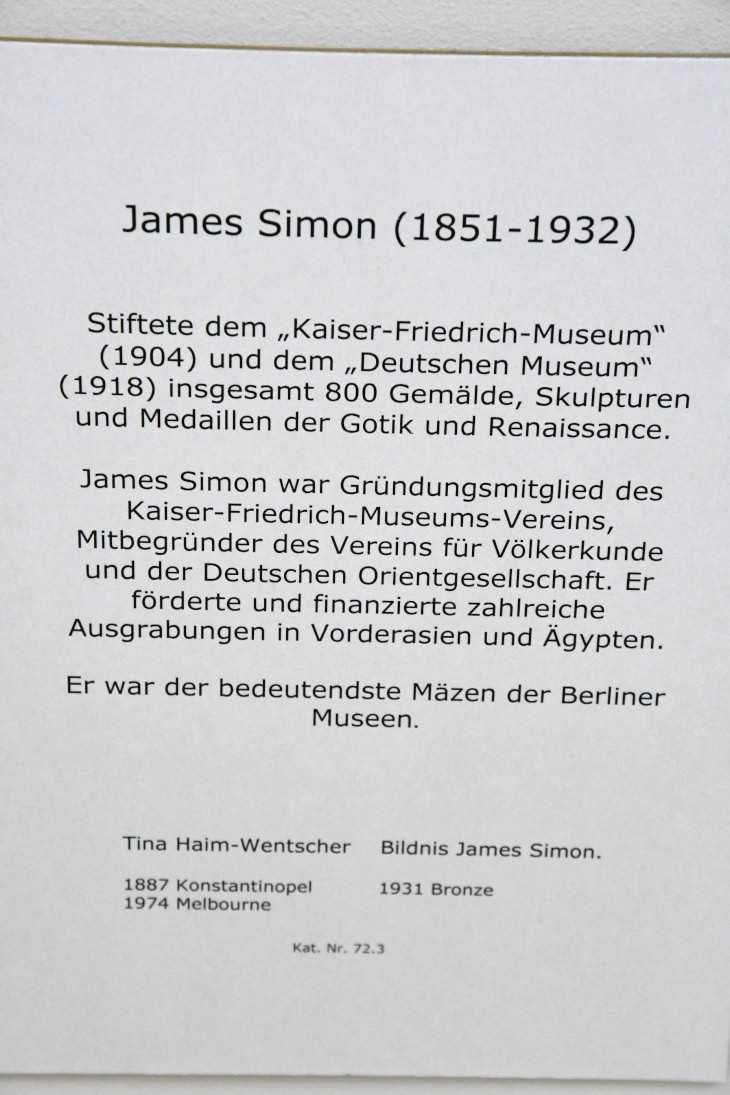 James Simon (1851-1932)
Stiftete dem „Kaiser-Friedrich-Museum“
(1904) und dem „Deutschen Museum“
(1918) insgesamt 800 Gemälde, Skulpturen
und Medaillen der Gotik und Renaissance.
James Simon war Gründungsmitglied des
Kaiser-Friedrich-Museums-Vereins,
Mitbegründer des Vereins für Völkerkunde
und der Deutschen Orientgesellschaft. Er
förderte und finanzierte zahlreiche
Ausgrabungen in Vorderasien und Ägypten.
Er war der bedeutendste Mäzen der Berliner
Museen.
Tina Haim-Wentscher Bildnis James Simon.
1887 Konstantinopel 1931 Bronze
1974 Melbourne
Kat. Nr. 72.3